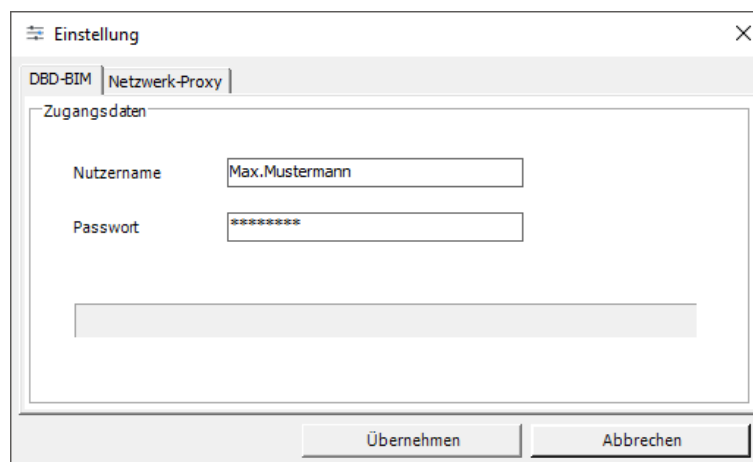 Einstellung
DBD-BIM Netzwerk-Proxy
Zugangsdaten
Nutzername Max.Mustermann
Passwort ********
Übernehmen Abbrechen